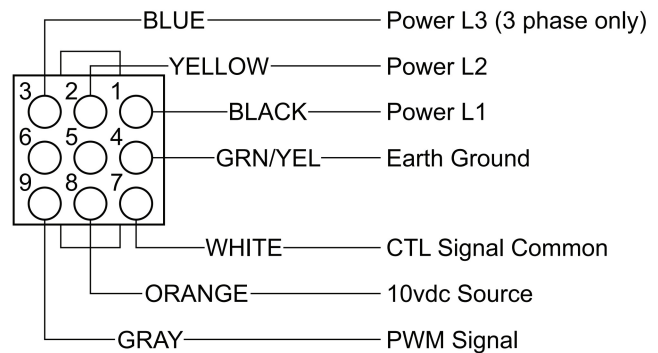 BLUE Power L3 (3 phase only)
YELLOW Power L2
3 2 1
BLACK Power L1
6 5 4
GRN/YEL Earth Ground
9 8 7
WHITE CTL Signal Common
ORANGE 10vdc Source
GRAY PWM Signal